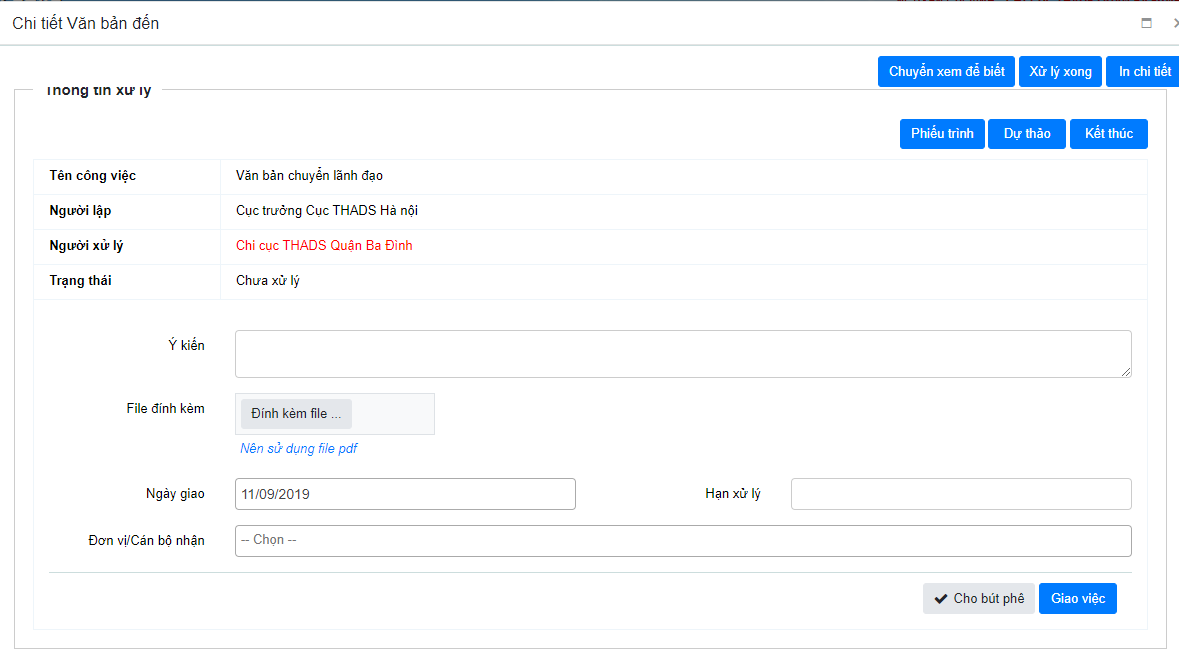 Chi tiết Văn bản đến
Chuyển xem để biết Xử lý xong In chi tiết
Thông tin xử lý
Phiếu trình Dự thảo Kết thúc
Tên công việc Văn bản chuyển lãnh đạo
Người lập Cục trưởng Cục THADS Hà nội
Người xử lý Chi cục THADS Quận Ba Đình
Trạng thái Chưa xử lý
Ý kiến
File đính kèm Đính kèm file ...
Nên sử dụng file pdf
Ngày giao 11/09/2019 Hạn xử lý
Đơn vị/Cán bộ nhận -- Chọn --
Cho bút phê Giao việc